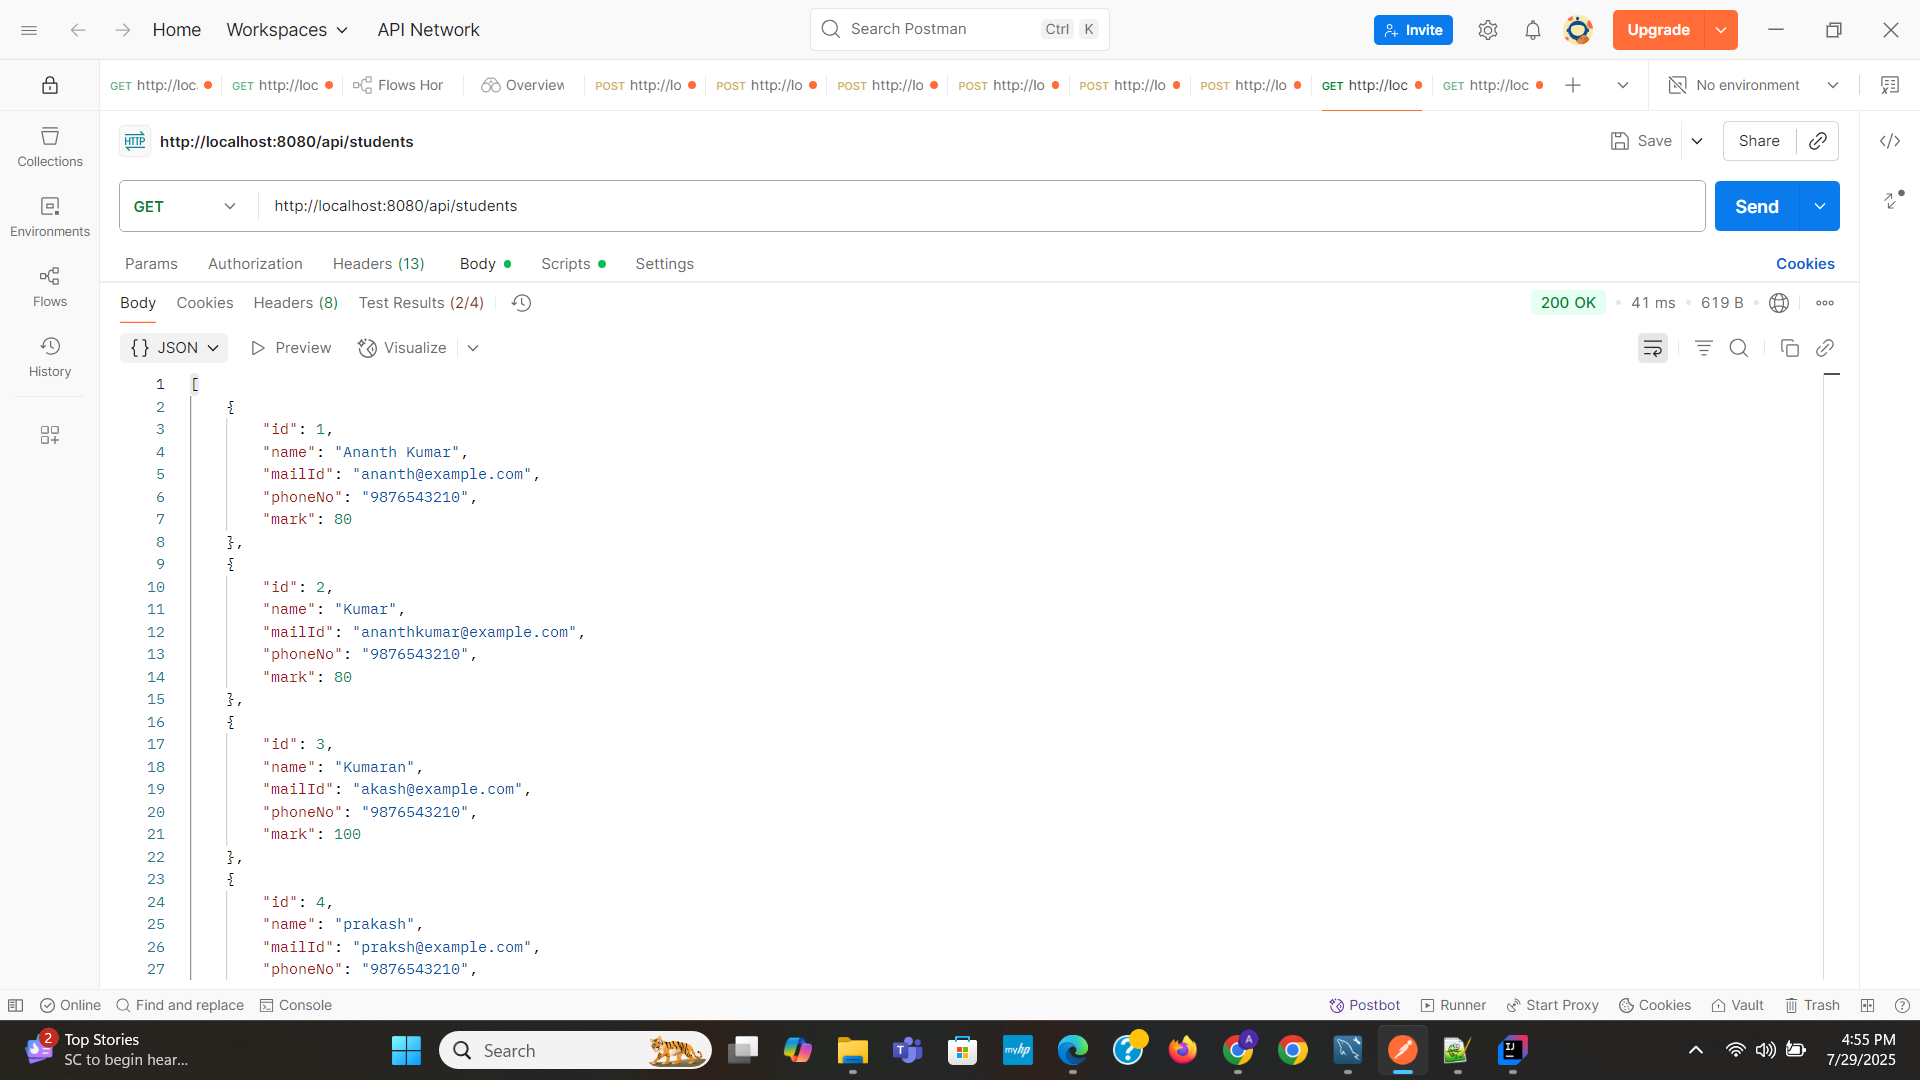 Home Workspaces API Network Search Postman Ctrl K Invite Upgrade
GET http://loc GET http://loc Flows Hor Overview POST http://lo POST http://lo POST http://lo POST http://lo POST http://lo POST http://lo GET http://loc GET http://loc No environment
HTTP http://localhost:8080/api/students Save Share
GET http://localhost:8080/api/students Send
Params Authorization Headers (13) Body Scripts Settings Cookies
Body Cookies Headers (8) Test Results (2/4) 200 OK 41 ms 619 B
{} JSON Preview Visualize
Collections
Environments
Flows
History
1 [
2 {
3 "id": 1,
4 "name": "Ananth Kumar",
5 "mailId": "ananth@example.com",
6 "phoneNo": "9876543210",
7 "mark": 80
8 },
9 {
10 "id": 2,
11 "name": "Kumar",
12 "mailId": "ananthkumar@example.com",
13 "phoneNo": "9876543210",
14 "mark": 80
15 },
16 {
17 "id": 3,
18 "name": "Kumaran",
19 "mailId": "akash@example.com",
20 "phoneNo": "9876543210",
21 "mark": 100
22 },
23 {
24 "id": 4,
25 "name": "prakash",
26 "mailId": "praksh@example.com",
27 "phoneNo": "9876543210",
Online Find and replace Console Postbot Runner Start Proxy Cookies Vault Trash
2 Top Stories
SC to begin hear...
Search
myhp
A
4:55 PM
7/29/2025